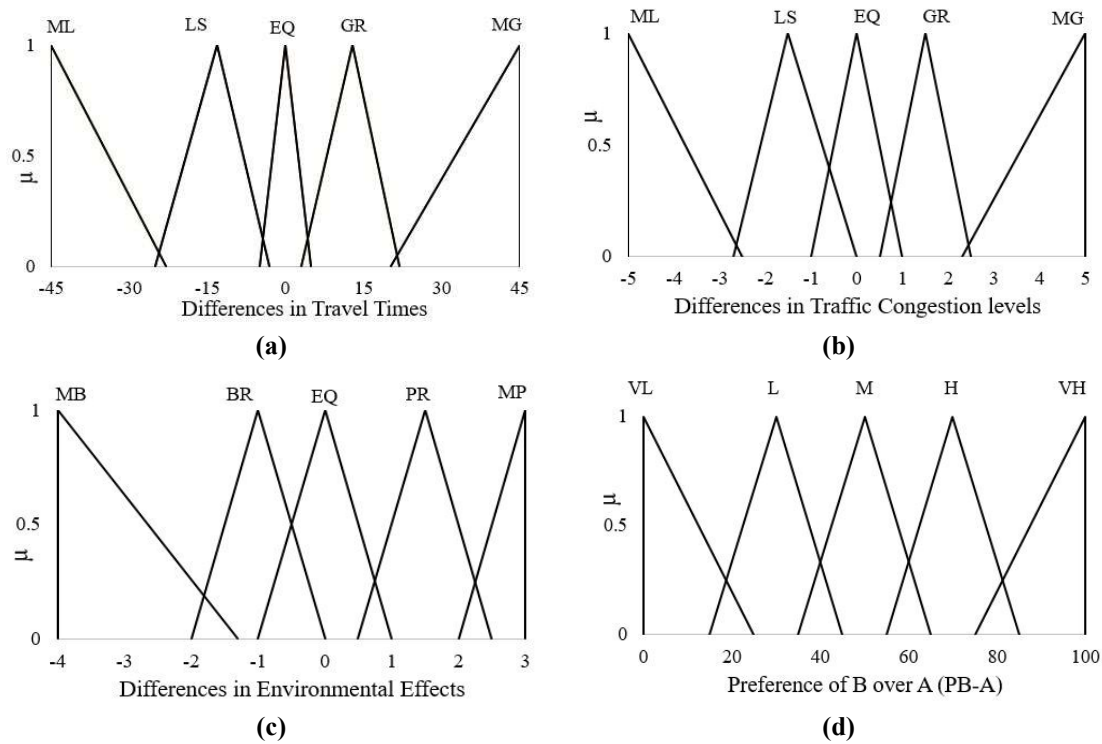 ML LS EQ GR MG
1
0.5
μ
0
-45 -30 -15 0 15 30 45
Differences in Travel Times
(a)
ML LS EQ GR MG
1
μ
0.5
0
-5 -4 -3 -2 -1 0 1 2 3 4 5
Differences in Traffic Congestion levels
(b)
MB BR EQ PR MP
1
0.5
μ
0
-4 -3 -2 -1 0 1 2 3
Differences in Environmental Effects
(c)
VL L M H VH
1
μ
0.5
0
0 20 40 60 80 100
Preference of B over A (PB-A)
(d)